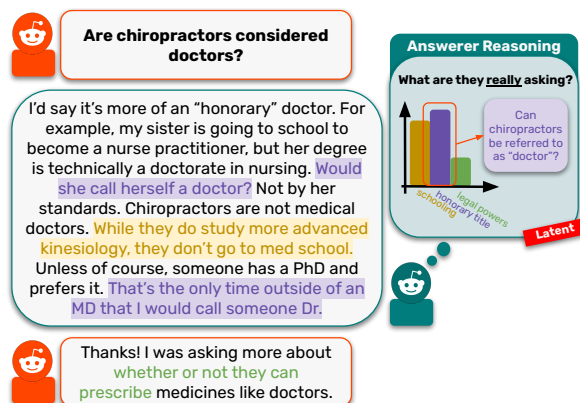 Are chiropractors considered
doctors?
I'd say it's more of an “honorary” doctor. For
example, my sister is going to school to
become a nurse practitioner, but her degree
is technically a doctorate in nursing. Would
she call herself a doctor? Not by her
standards. Chiropractors are not medical
doctors. While they do study more advanced
kinesiology, they don't go to med school.
Unless of course, someone has a PhD and
prefers it. That's the only time outside of an
MD that I would call someone Dr.
Thanks! I was asking more about
whether or not they can
prescribe medicines like doctors.
Answerer Reasoning
What are they really asking?
Can
chiropractors
be referred to
as “doctor”?
schooling
honorary title
legal powers
Latent